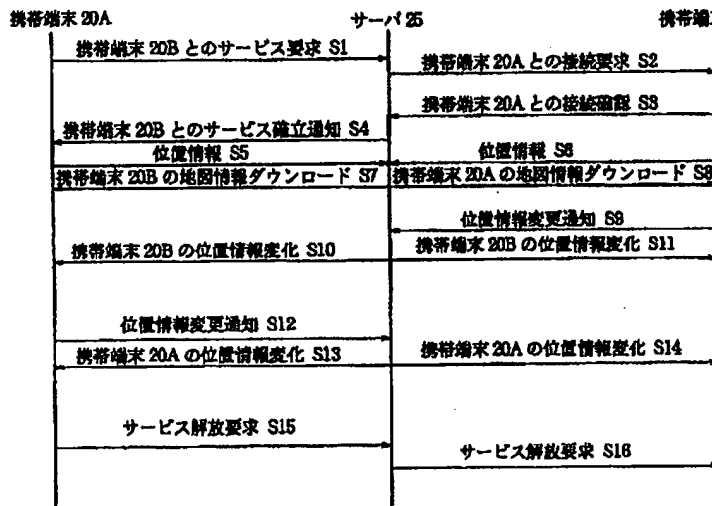 携帯端末 20A
サーバ 25
携帯端
携帯端末 20B とのサービス要求 S1
携帯端末 20A との接続要求 S2
携帯端末 20A との接続確認 S3
携帯端末 20B とのサービス確立通知 S4
位置情報 S5
位置情報 S6
携帯端末 20B の地図情報ダウンロード S7
携帯端末 20A の地図情報ダウンロード S8
位置情報変更通知 S9
携帯端末 20B の位置情報変化 S10
携帯端末 20B の位置情報変化 S11
位置情報変更通知 S12
携帯端末 20A の位置情報変化 S13
携帯端末 20A の位置情報変化 S14
サービス解放要求 S15
サービス解放要求 S16